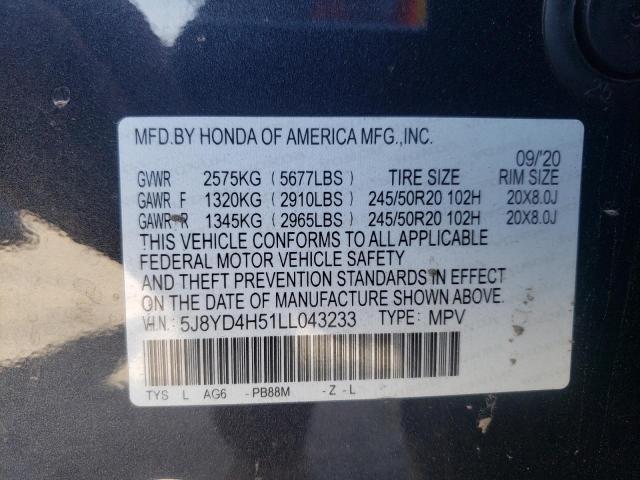 MFD.BY HONDA OF AMERICA MFG.,INC.
09/'20
GVWR 2575KG (5677LBS) TIRE SIZE RIM SIZE
GAWR F 1320KG (2910LBS) 245/50R20 102H 20X8.0J
GAWR R 1345KG (2965LBS) 245/50R20 102H 20X8.0J
THIS VEHICLE CONFORMS TO ALL APPLICABLE
FEDERAL MOTOR VEHICLE SAFETY
AND THEFT PREVENTION STANDARDS IN EFFECT
ON THE DATE OF MANUFACTURE SHOWN ABOVE.
V.I.N.: 5J8YD4H51LL043233 TYPE: MPV
TYS L AG6 -PB88M -Z -L